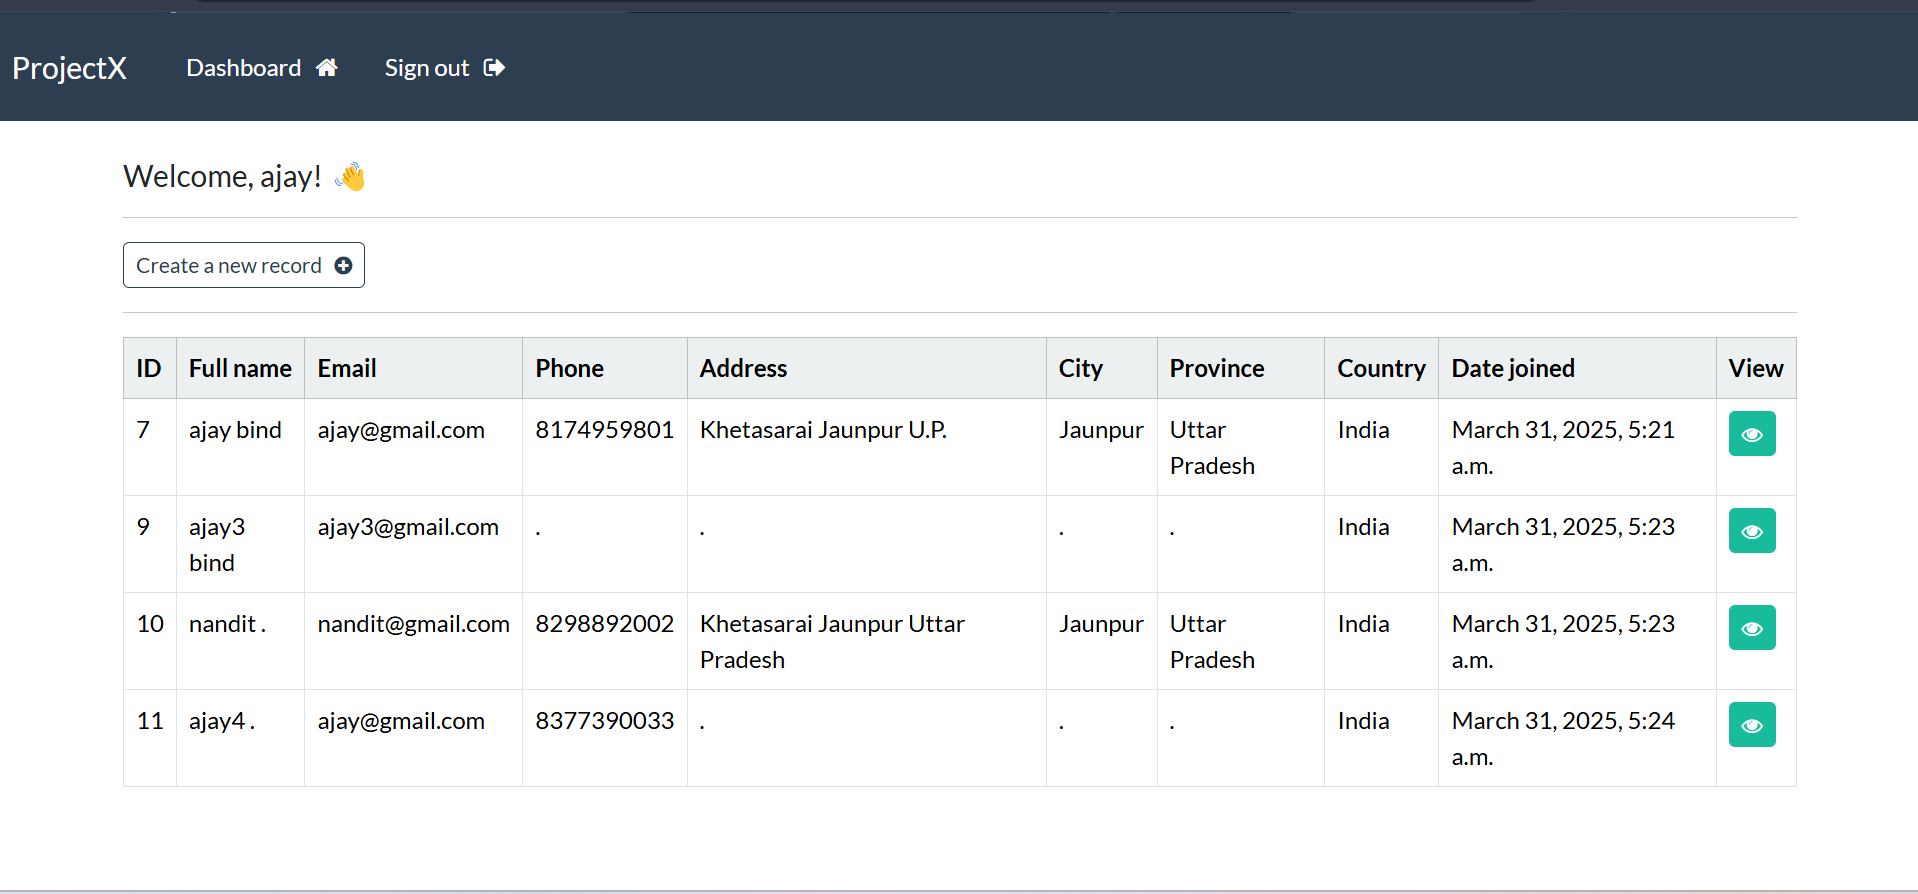 ProjectX Dashboard Sign out
Welcome, ajay!
Create a new record
ID Full name Email Phone Address City Province Country Date joined View
7 ajay bind ajay@gmail.com 8174959801 Khetasarai Jaunpur U.P. Jaunpur Uttar India March 31, 2025, 5:21
Pradesh a.m.
9 ajay3 ajay3@gmail.com . . . . India March 31, 2025, 5:23
bind a.m.
10 nandit . nandit@gmail.com 8298892002 Khetasarai Jaunpur Uttar Jaunpur Uttar India March 31, 2025, 5:23
Pradesh Pradesh a.m.
11 ajay4 . ajay@gmail.com 8377390033 . . . India March 31, 2025, 5:24
a.m.